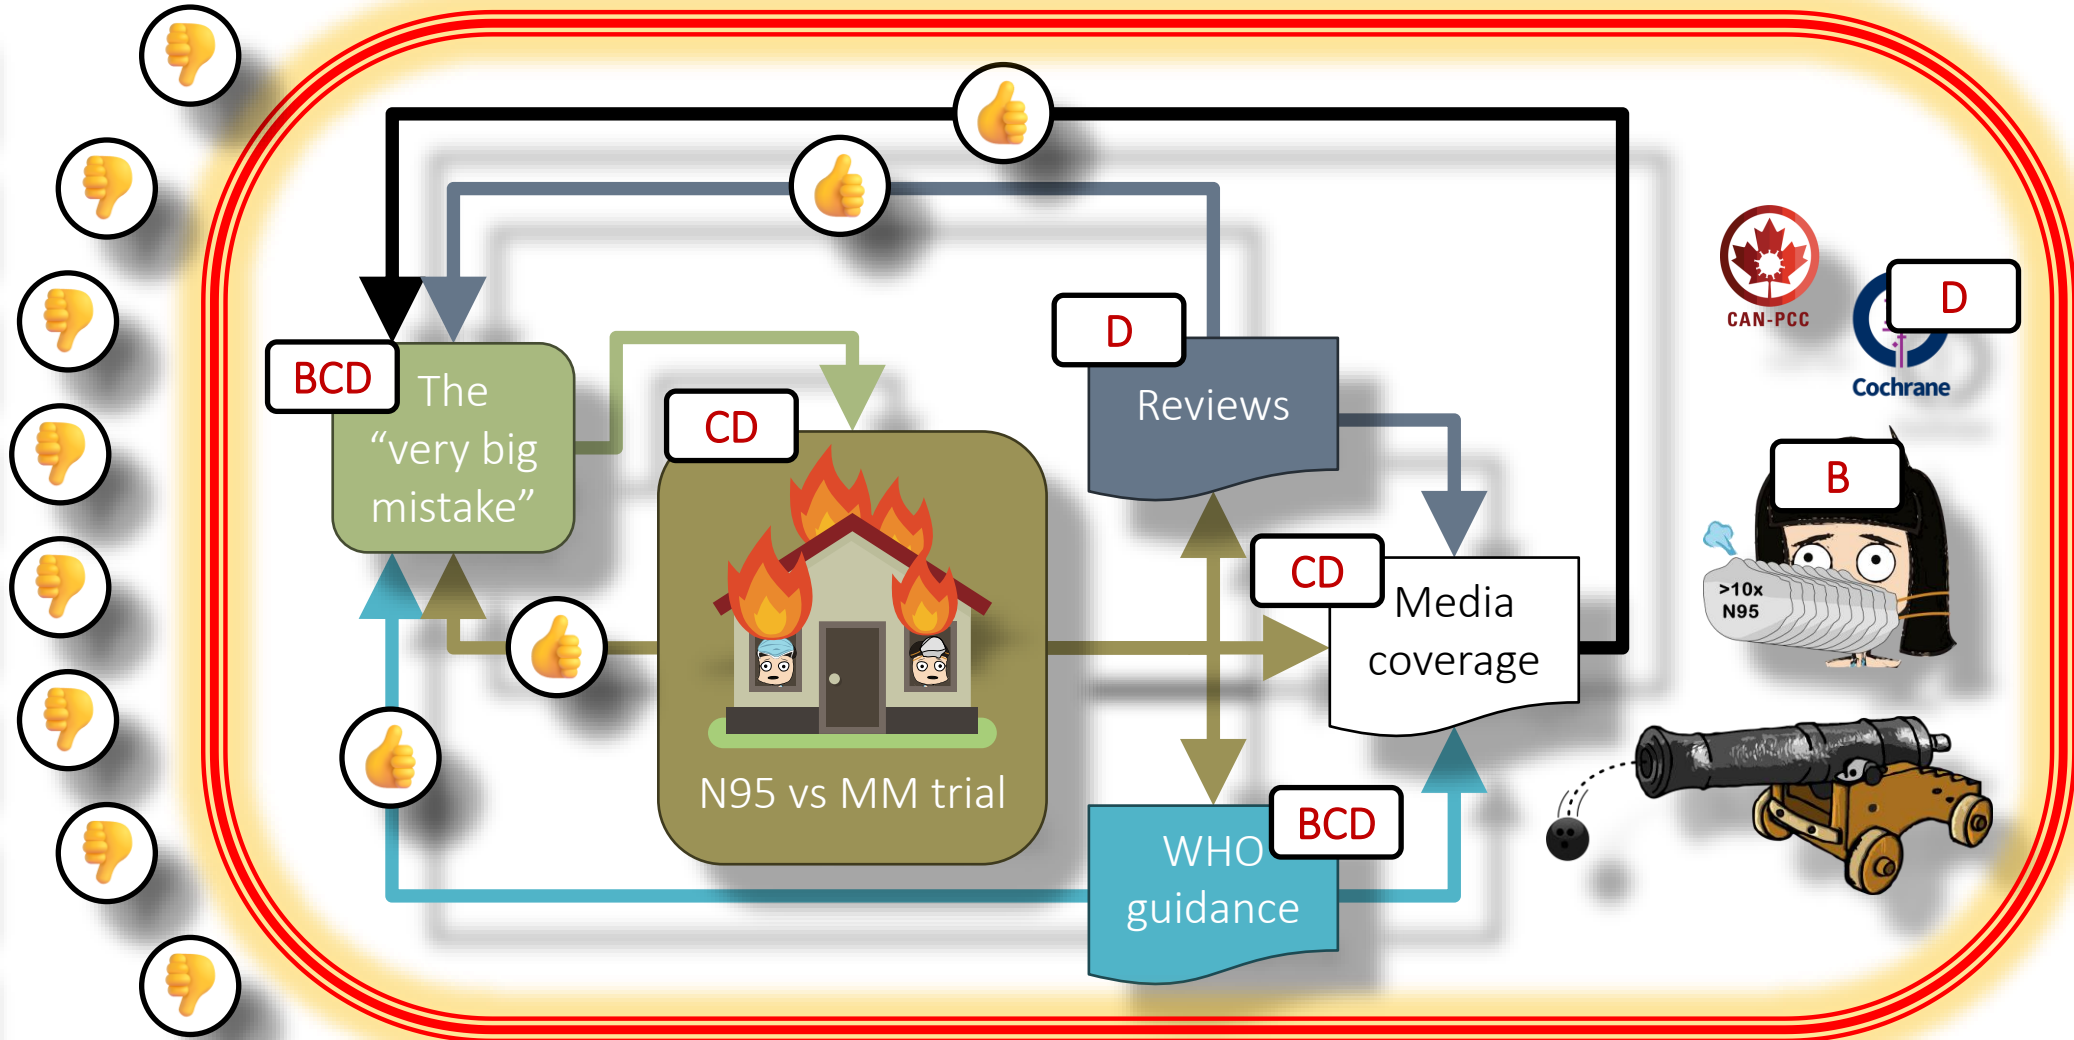 BCD
The
“very big
mistake”
CD
N95 vs MM trial
D
Reviews
CD
Media
coverage
BCD
WHO
guidance
CAN-PCC
D
Cochrane
B
>10x
N95